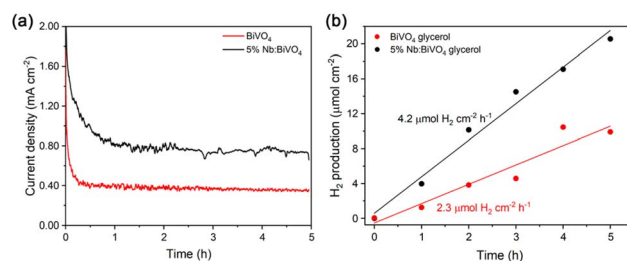 (a)
BiVO₄
5% Nb:BiVO₄
Current density (mA cm⁻²)
2.00
1.60
1.20
0.80
0.40
0.00
0 1 2 3 4 5
Time (h)
(b)
BiVO₄ glycerol
5% Nb:BiVO₄ glycerol
H₂ production (μmol cm⁻²)
20
16
12
8
4
0
4.2 μmol H₂ cm⁻² h⁻¹
2.3 μmol H₂ cm⁻² h⁻¹
0 1 2 3 4 5
Time (h)